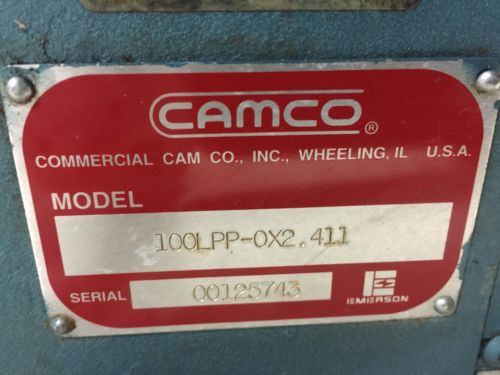 CAMCO®
COMMERCIAL CAM CO., INC., WHEELING, IL U.S.A.
MODEL
100LPP-0X2.411
SERIAL 00125743
EMERSON